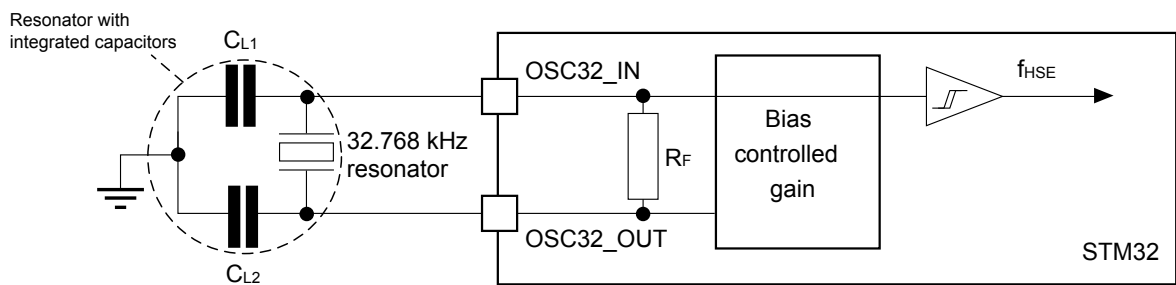 Resonator with
integrated capacitors
CL1
OSC32_IN
fHSE
32.768 kHz
resonator
RF
Bias
controlled
gain
OSC32_OUT
STM32
CL2